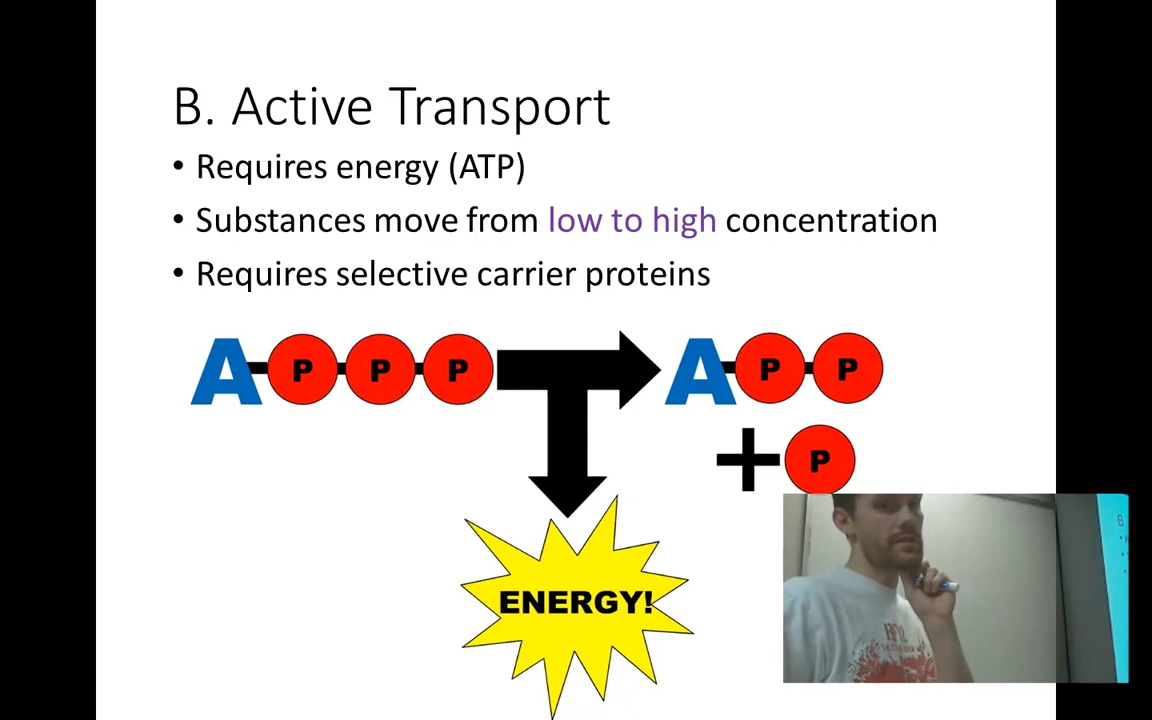 B. Active Transport
• Requires energy (ATP)
• Substances move from low to high concentration
• Requires selective carrier proteins
A P P P A P P
+ P
ENERGY!
B.